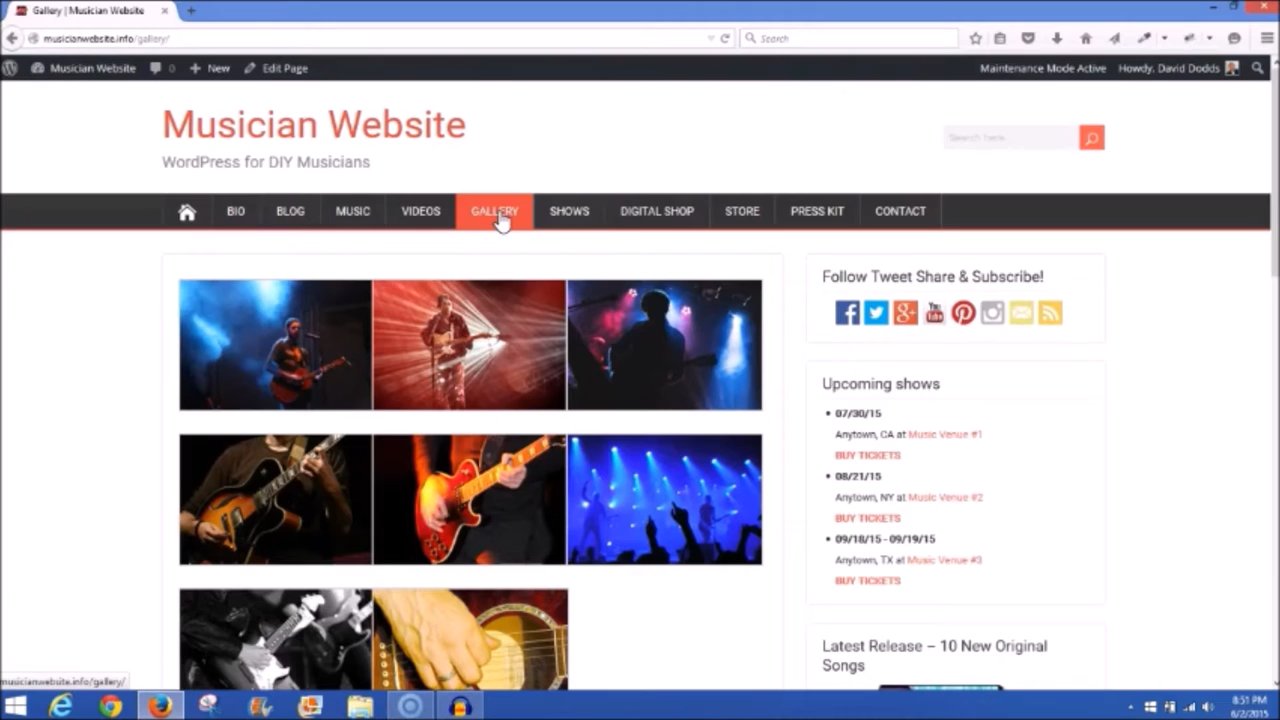 Gallery | Musician Website
musicianwebsite.info/gallery/
Search
Musician Website 0 New Edit Page Maintenance Mode Active Howdy, David Dodds
Musician Website
WordPress for DIY Musicians
Search here
BIO BLOG MUSIC VIDEOS GALLERY SHOWS DIGITAL SHOP STORE PRESS KIT CONTACT
Follow Tweet Share & Subscribe!
You
Tube
Upcoming shows
07/30/15
Anytown, CA at Music Venue #1
BUY TICKETS
08/21/15
Anytown, NY at Music Venue #2
BUY TICKETS
09/18/15 - 09/19/15
Anytown, TX at Music Venue #3
BUY TICKETS
Latest Release – 10 New Original
Songs
musicianwebsite.info/gallery/
8:51 PM
6/2/2015